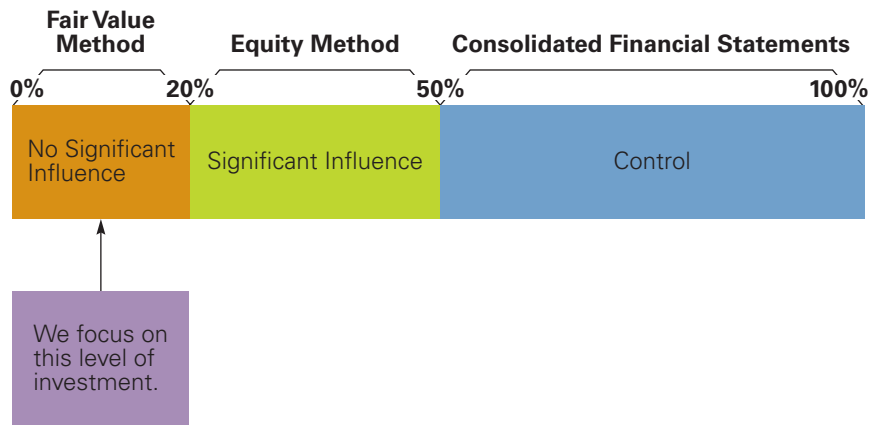 Fair Value
Method
Equity Method
Consolidated Financial Statements
0%
20%
50%
100%
No Significant
Influence
Significant Influence
Control
We focus on
this level of
investment.